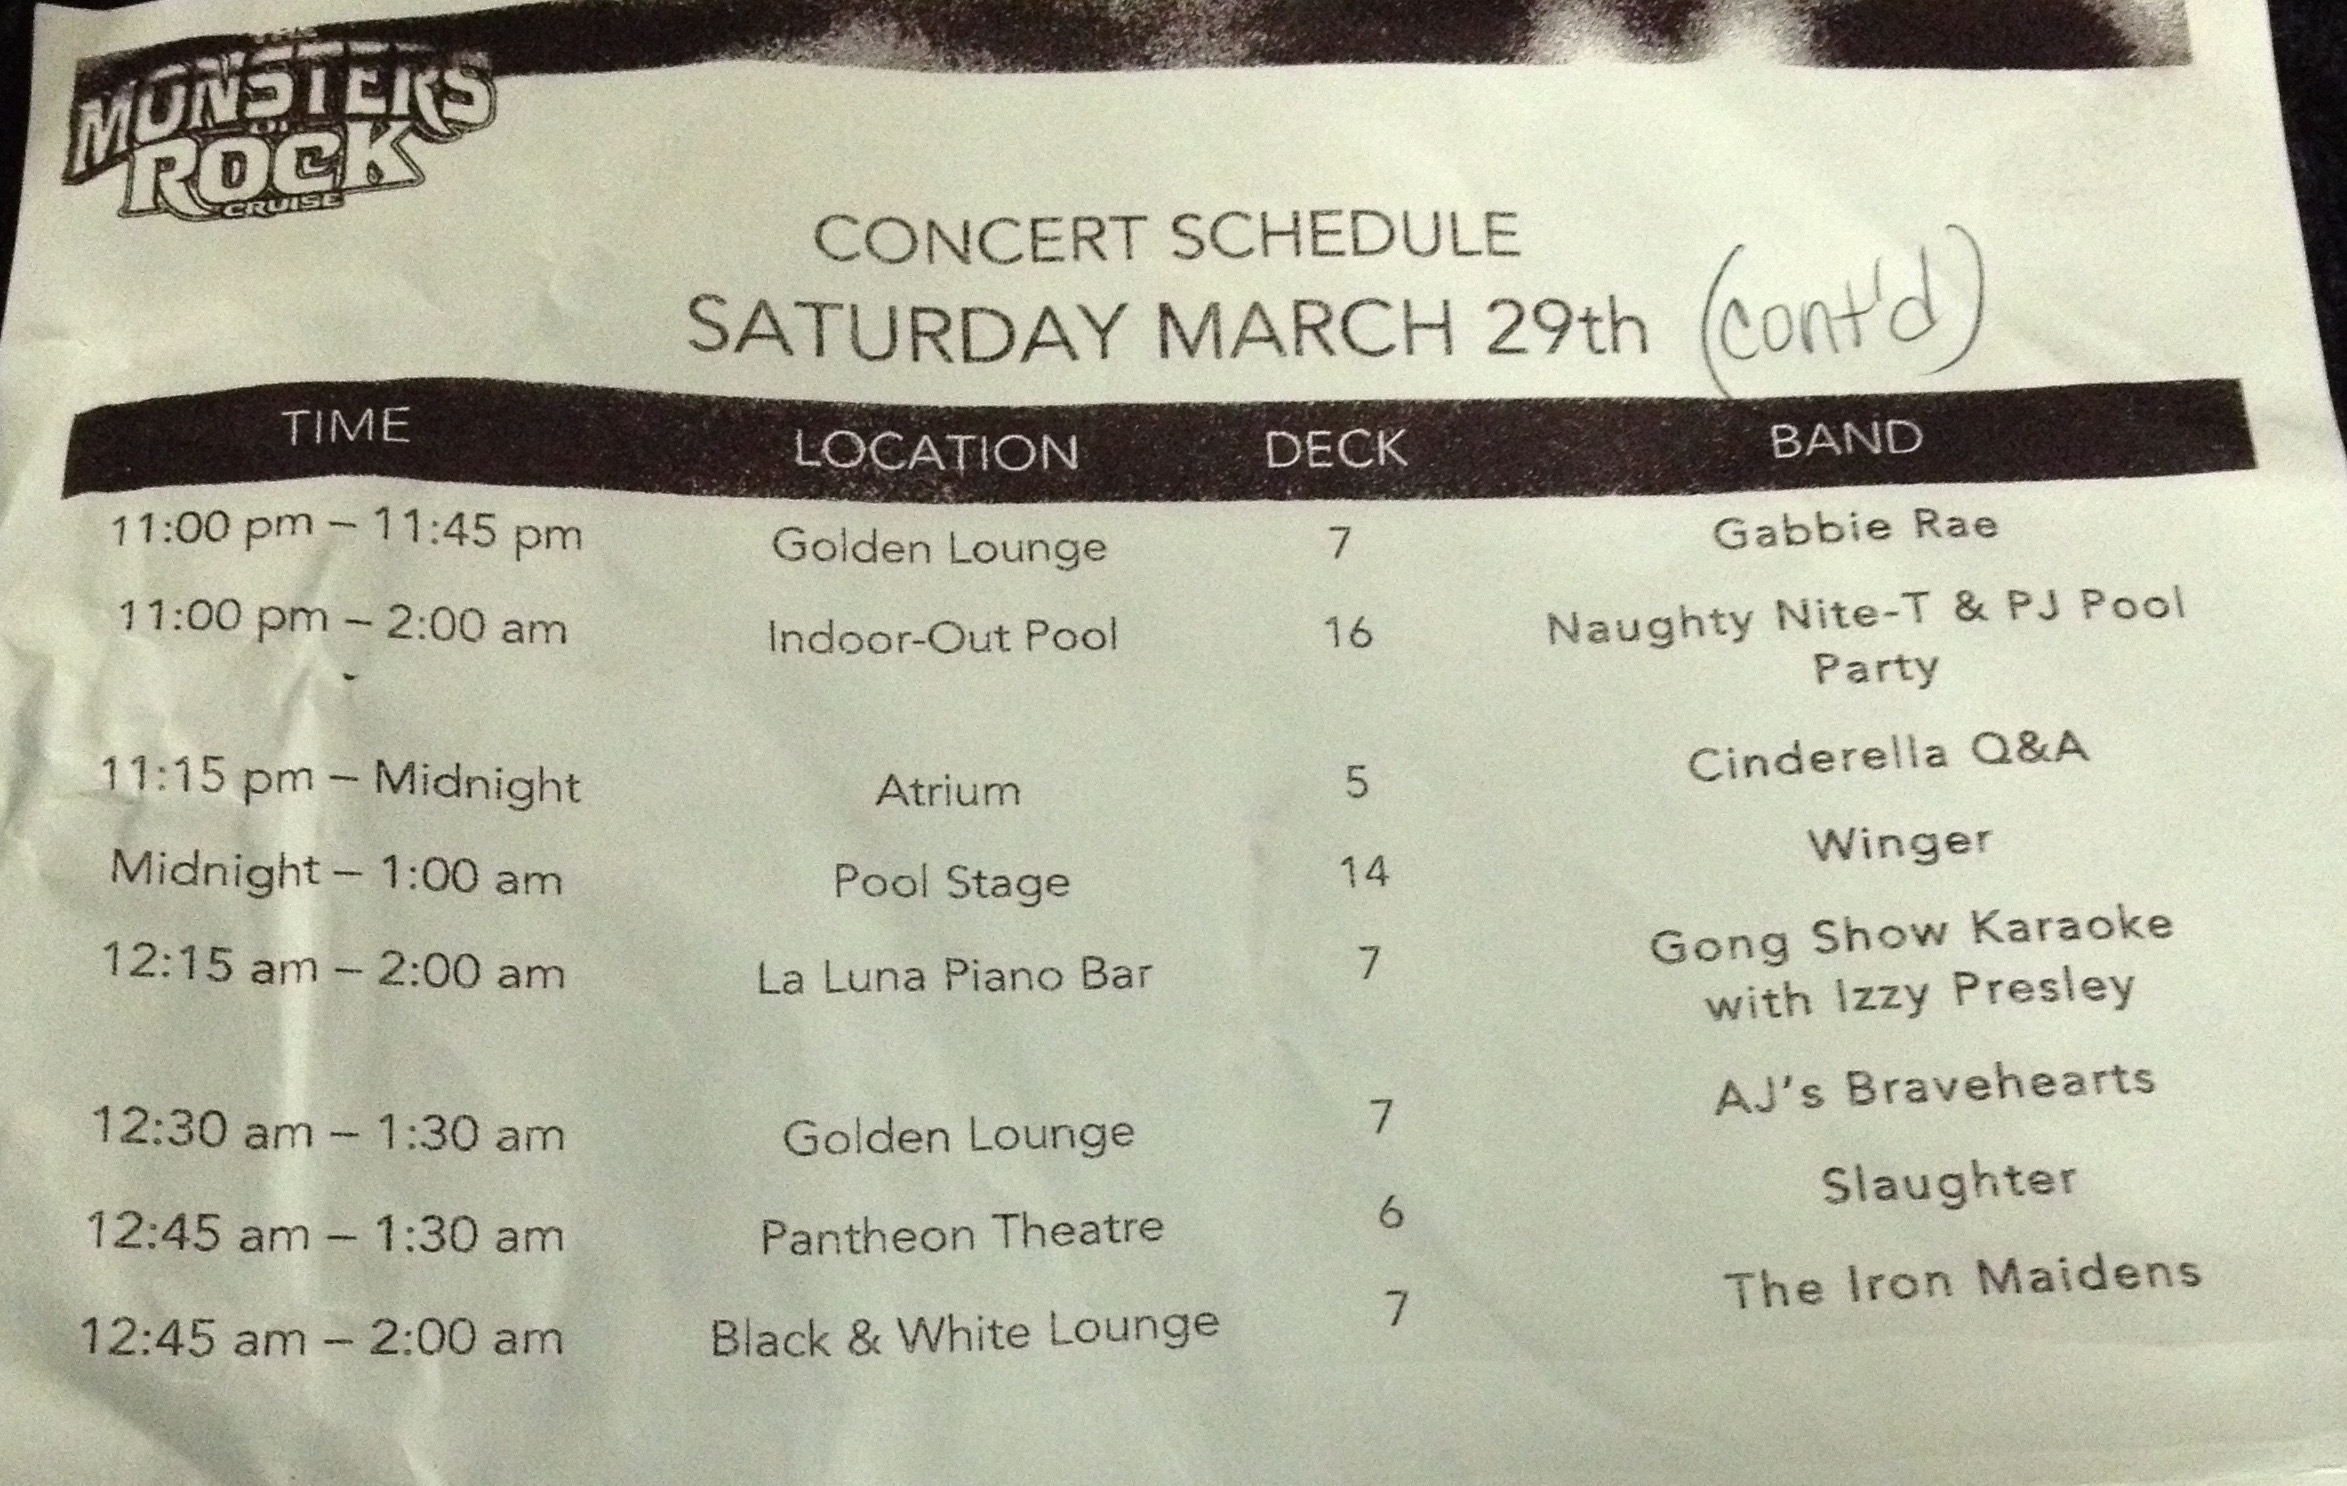 THE
MONSTERS
OF
ROCK
CRUISE
CONCERT SCHEDULE
SATURDAY MARCH 29th (cont'd)
TIME LOCATION DECK BAND
11:00 pm – 11:45 pm Golden Lounge 7 Gabbie Rae
11:00 pm – 2:00 am Indoor-Out Pool 16 Naughty Nite-T & PJ Pool
Party
11:15 pm – Midnight Atrium 5 Cinderella Q&A
Midnight – 1:00 am Pool Stage 14 Winger
12:15 am – 2:00 am La Luna Piano Bar 7 Gong Show Karaoke
with Izzy Presley
12:30 am – 1:30 am Golden Lounge 7 AJ's Bravehearts
12:45 am – 1:30 am Pantheon Theatre 6 Slaughter
12:45 am – 2:00 am Black & White Lounge 7 The Iron Maidens